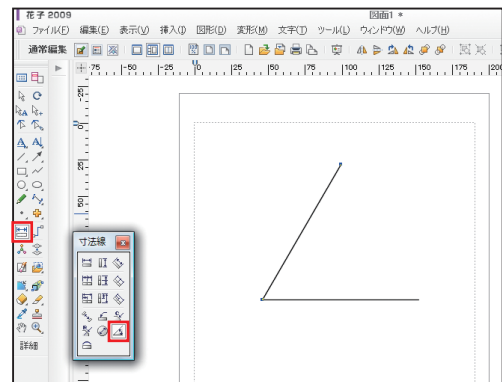 花子 2009
図面1 *
ファイル(F) 編集(E) 表示(V) 挿入(I) 図形(D) 変形(M) 文字(T) ツール(L) ウィンドウ(W) ヘルプ(H)
通常編集
-75 -50 -25 0 25 50 75 100 125 150 175 200
-25
0
25
50
寸法線
詳細